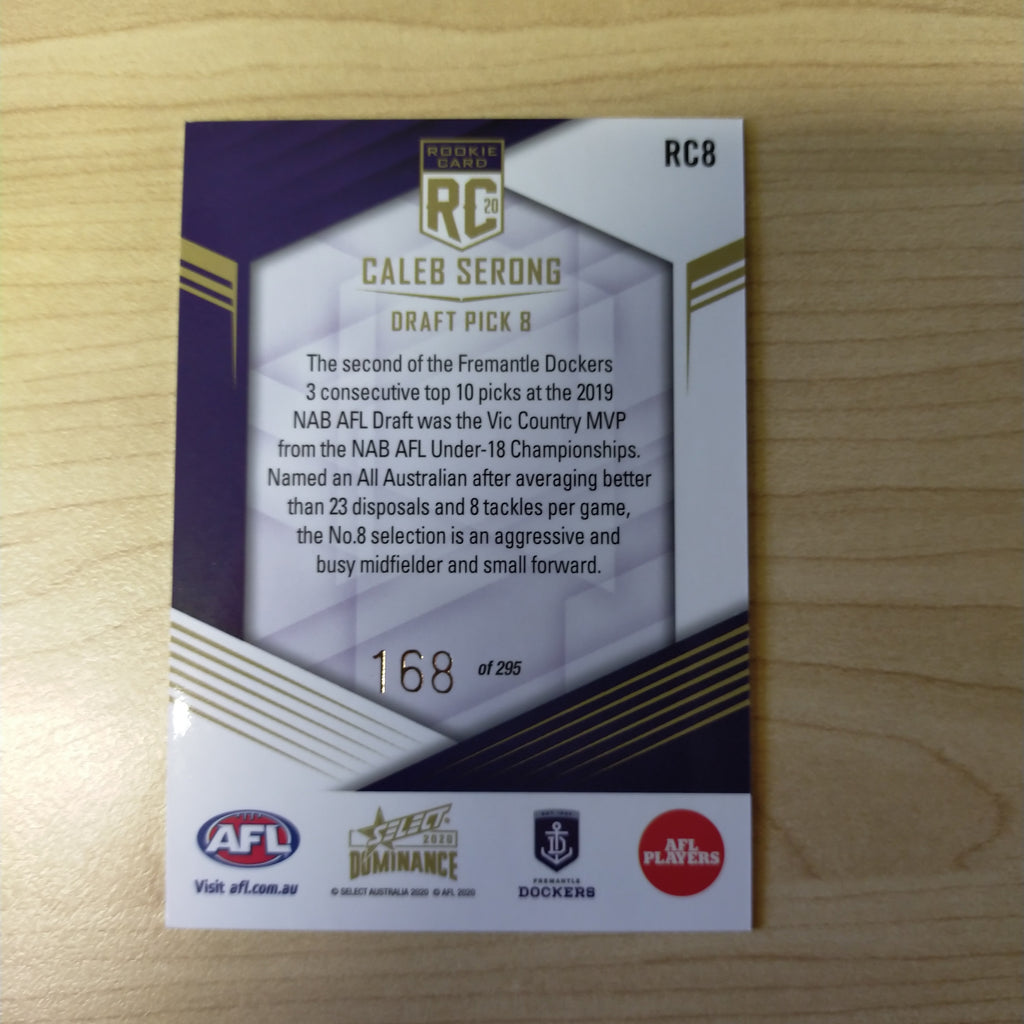 ROOKIE
CARD
RC 20
RC8
CALEB SERONG
DRAFT PICK 8
The second of the Fremantle Dockers
3 consecutive top 10 picks at the 2019
NAB AFL Draft was the Vic Country MVP
from the NAB AFL Under-18 Championships.
Named an All Australian after averaging better
than 23 disposals and 8 tackles per game,
the No.8 selection is an aggressive and
busy midfielder and small forward.
168 of 295
AFL
Visit afl.com.au
SELECT
2020
DOMINANCE
© SELECT AUSTRALIA 2020 © AFL 2020
FREMANTLE
DOCKERS
AFL
PLAYERS